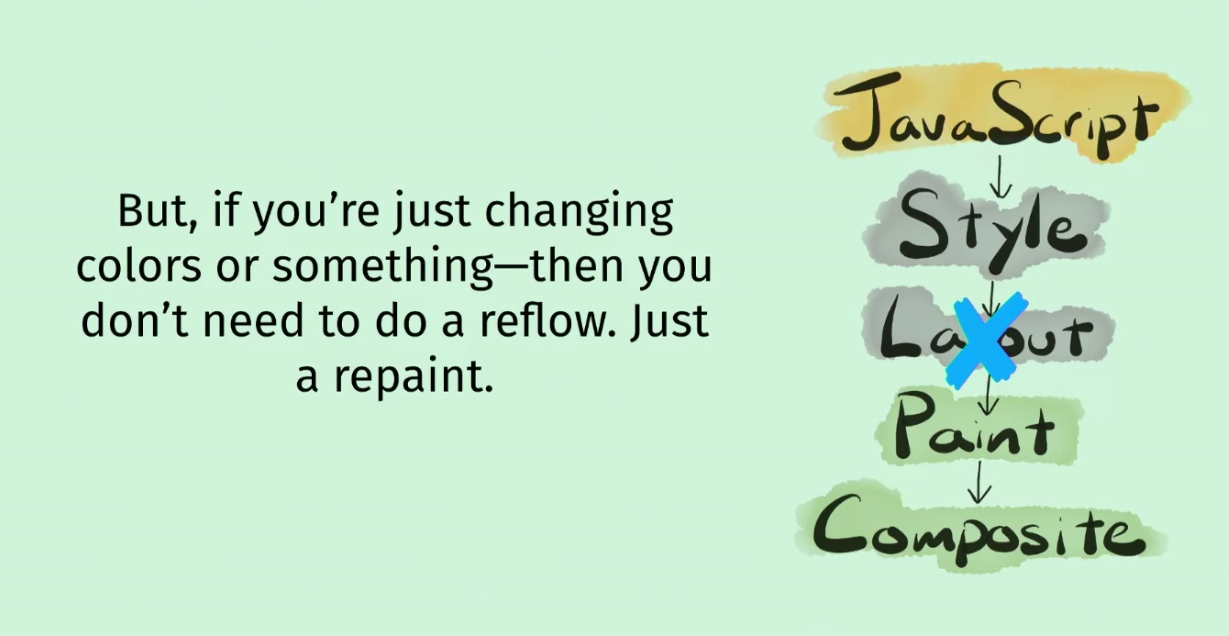 But, if you’re just changing
colors or something—then you
don’t need to do a reflow. Just
a repaint.
JavaScript
Style
Layout
Paint
Composite